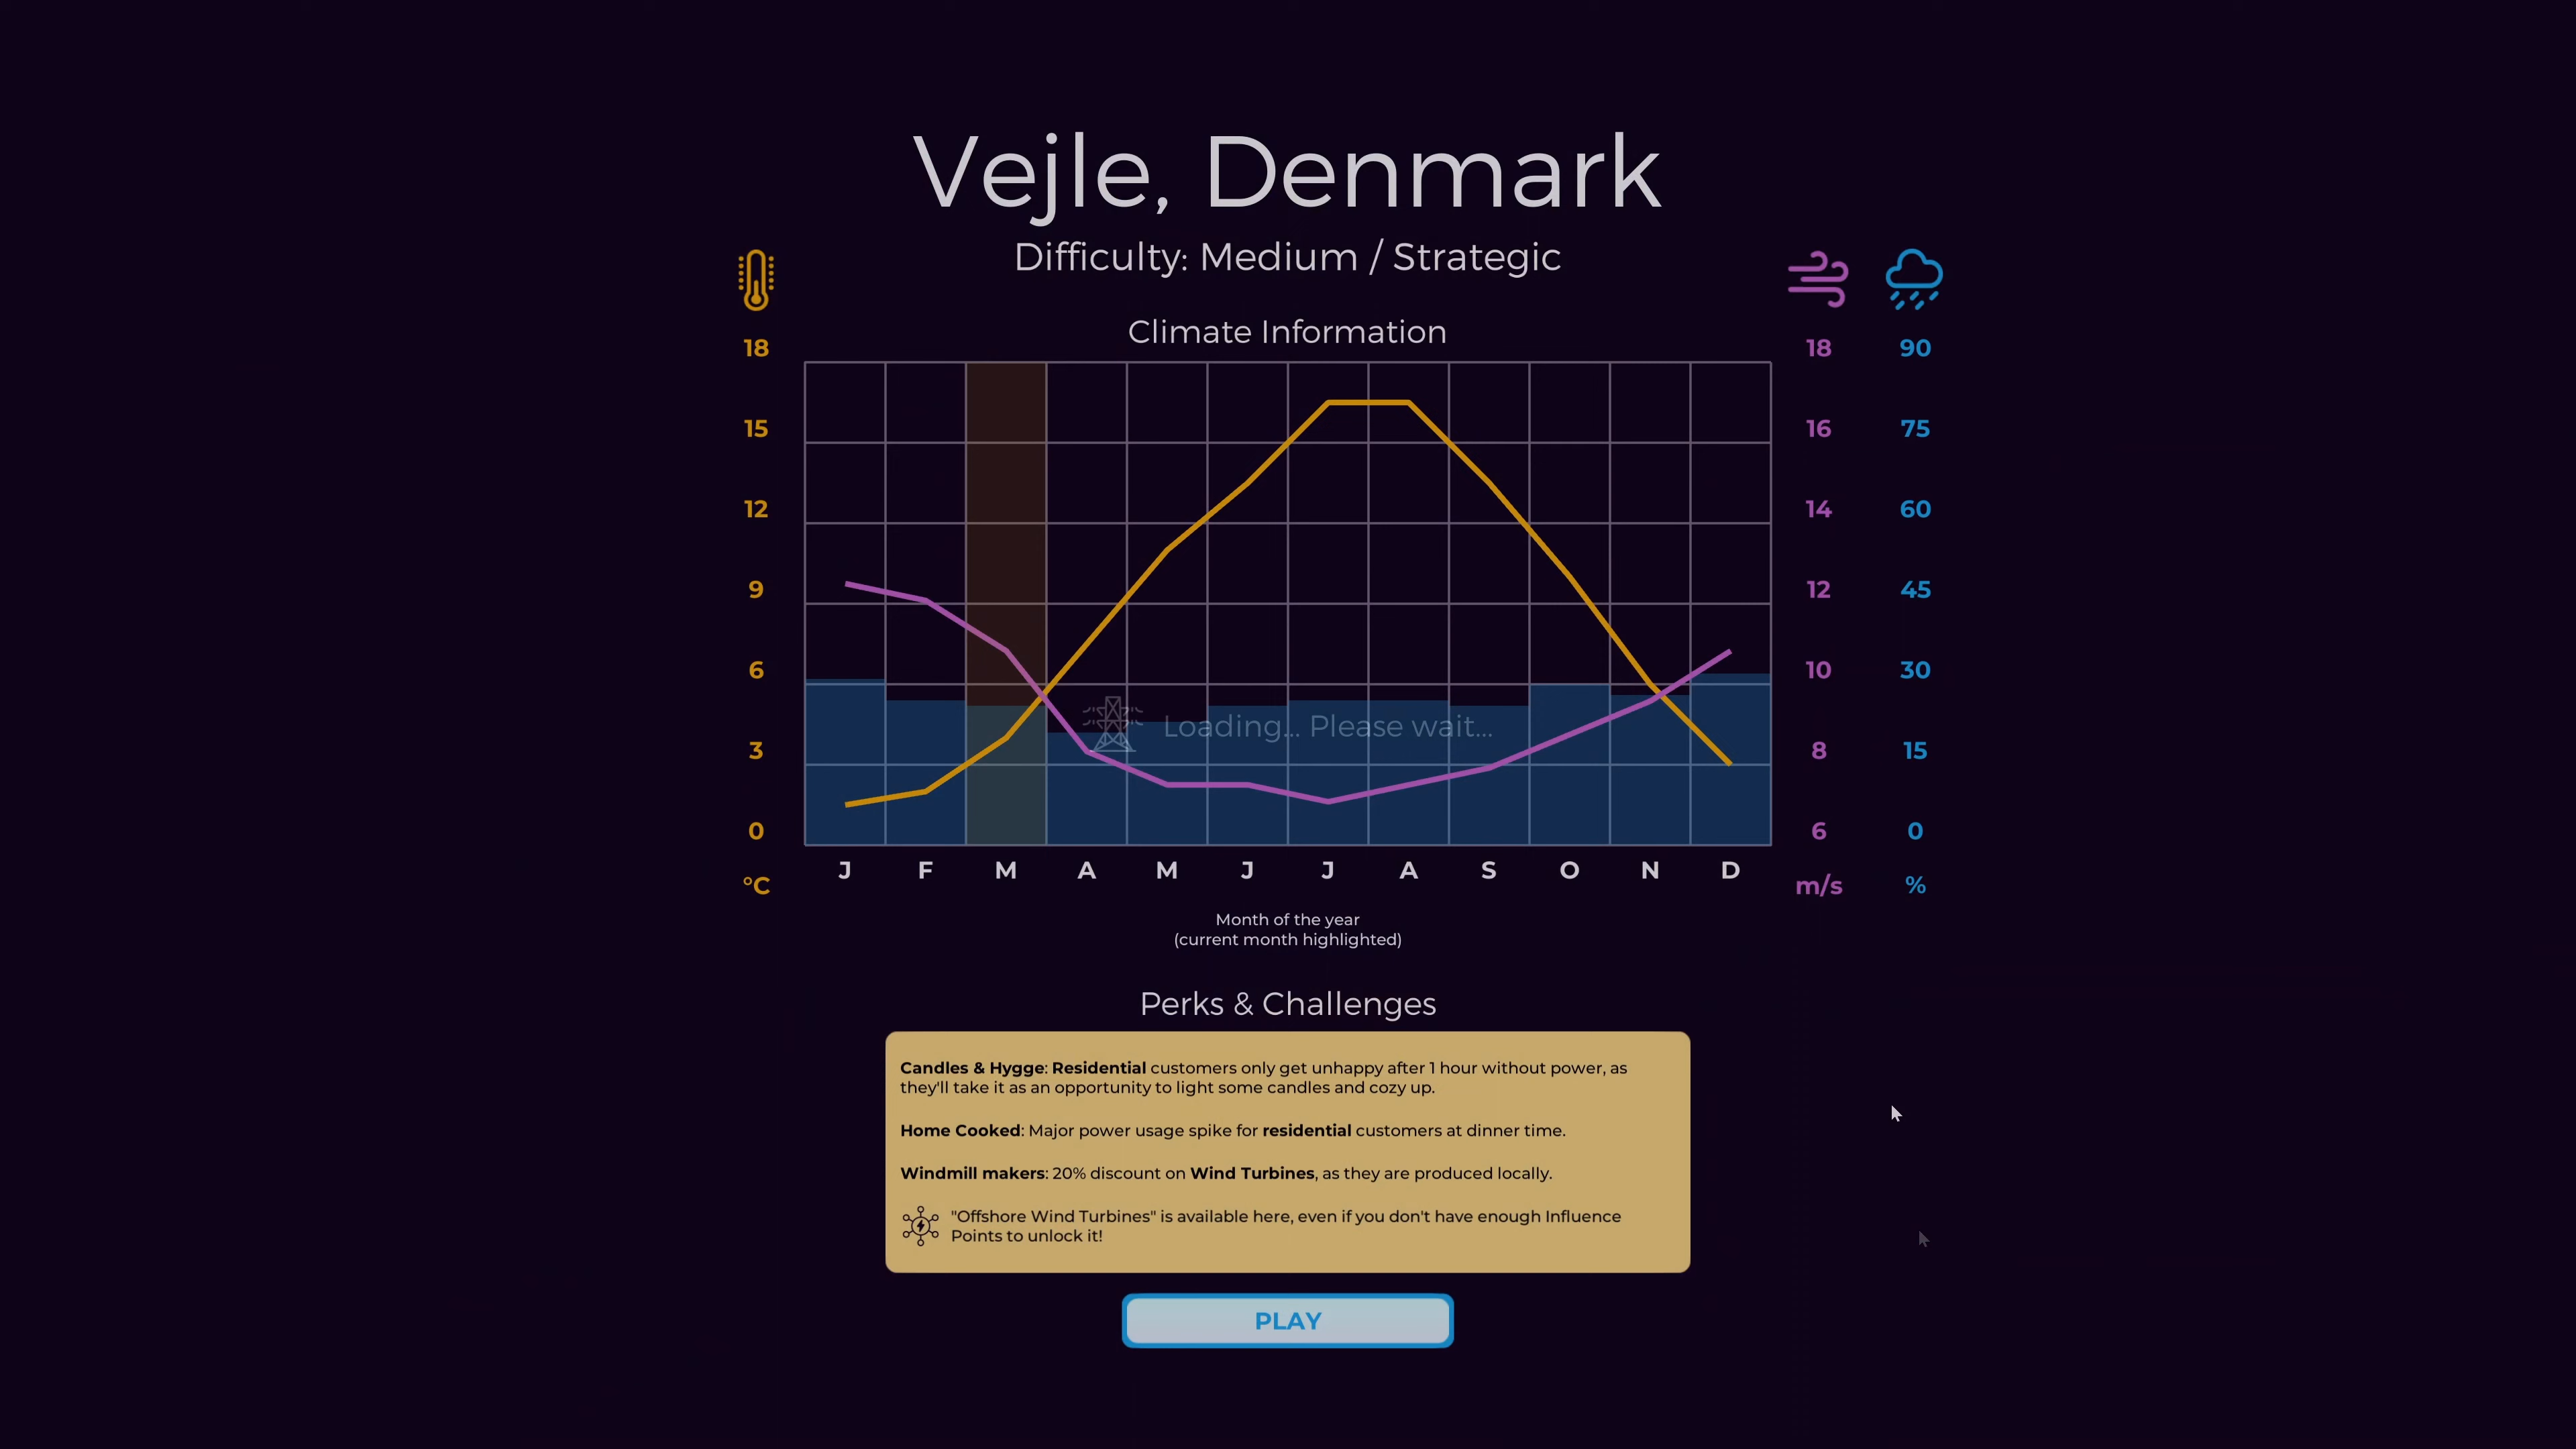 Vejle, Denmark
Difficulty: Medium / Strategic
Climate Information
18 18 90
15 16 75
12 14 60
9 12 45
6 10 30
Loading... Please wait...
3 8 15
0 6 0
J F M A M J J A S O N D
°C m/s %
Month of the year
(current month highlighted)
Perks & Challenges
Candles & Hygge: Residential customers only get unhappy after 1 hour without power, as
they'll take it as an opportunity to light some candles and cozy up.
Home Cooked: Major power usage spike for residential customers at dinner time.
Windmill makers: 20% discount on Wind Turbines, as they are produced locally.
"Offshore Wind Turbines" is available here, even if you don't have enough Influence
Points to unlock it!
PLAY